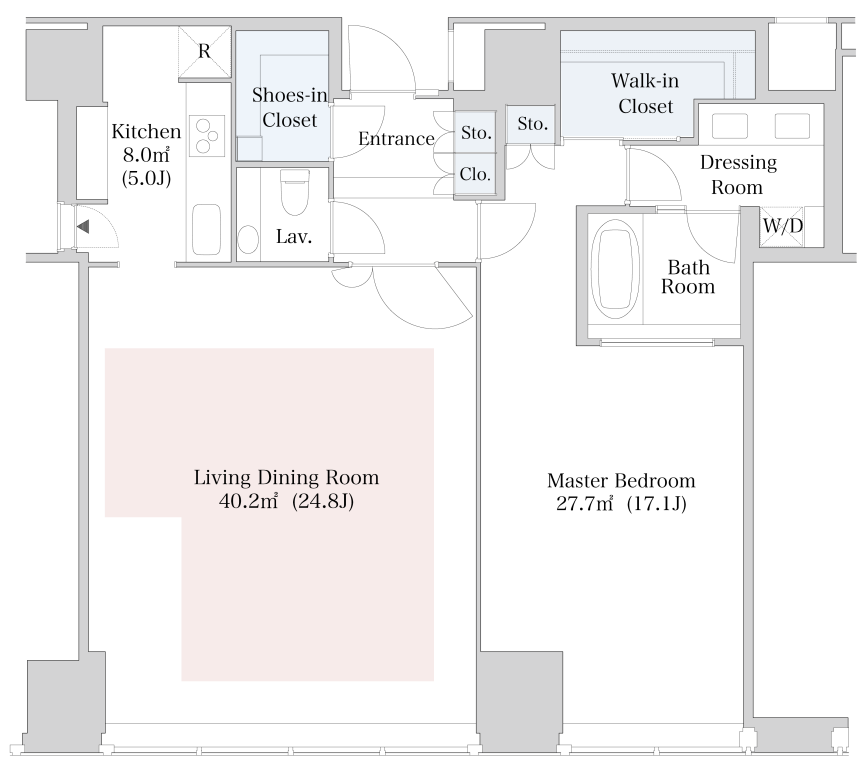 R
Kitchen
8.0㎡
(5.0J)
Shoes-in
Closet
Entrance
Sto.
Clo.
Sto.
Walk-in
Closet
Dressing
Room
Lav.
W/D
Bath
Room
Living Dining Room
40.2㎡ (24.8J)
Master Bedroom
27.7㎡ (17.1J)